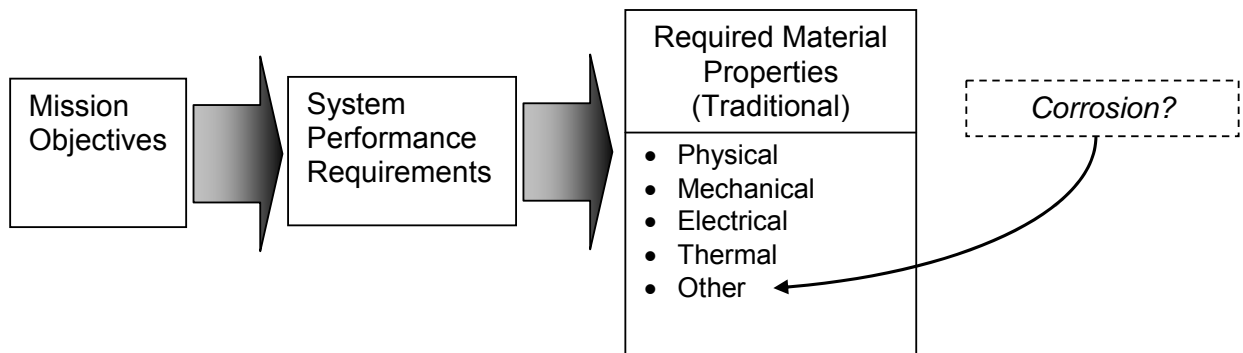 Mission
Objectives
System
Performance
Requirements
Required Material
Properties
(Traditional)
• Physical
• Mechanical
• Electrical
• Thermal
• Other
Corrosion?